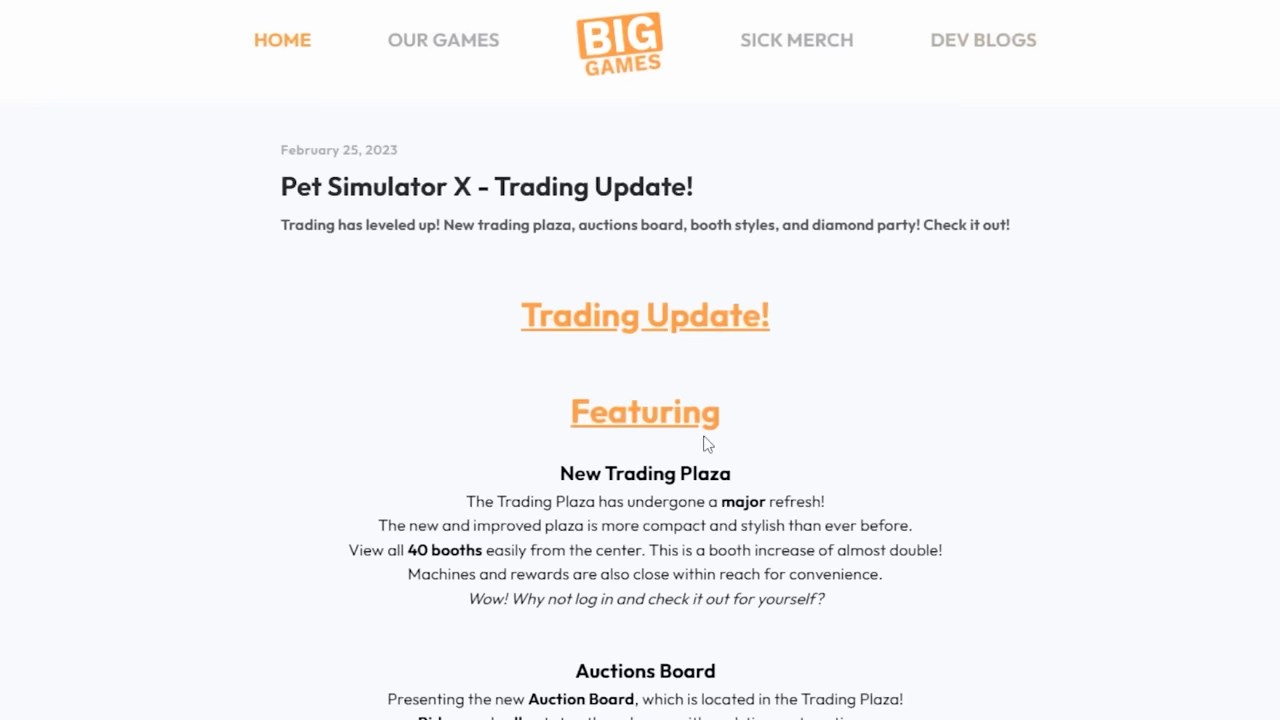 HOME
OUR GAMES
BIG
GAMES
SICK MERCH
DEV BLOGS
February 25, 2023
Pet Simulator X - Trading Update!
Trading has leveled up! New trading plaza, auctions board, booth styles, and diamond party! Check it out!
Trading Update!
Featuring
New Trading Plaza
The Trading Plaza has undergone a major refresh!
The new and improved plaza is more compact and stylish than ever before.
View all 40 booths easily from the center. This is a booth increase of almost double!
Machines and rewards are also close within reach for convenience.
Wow! Why not log in and check it out for yourself?
Auctions Board
Presenting the new Auction Board, which is located in the Trading Plaza!